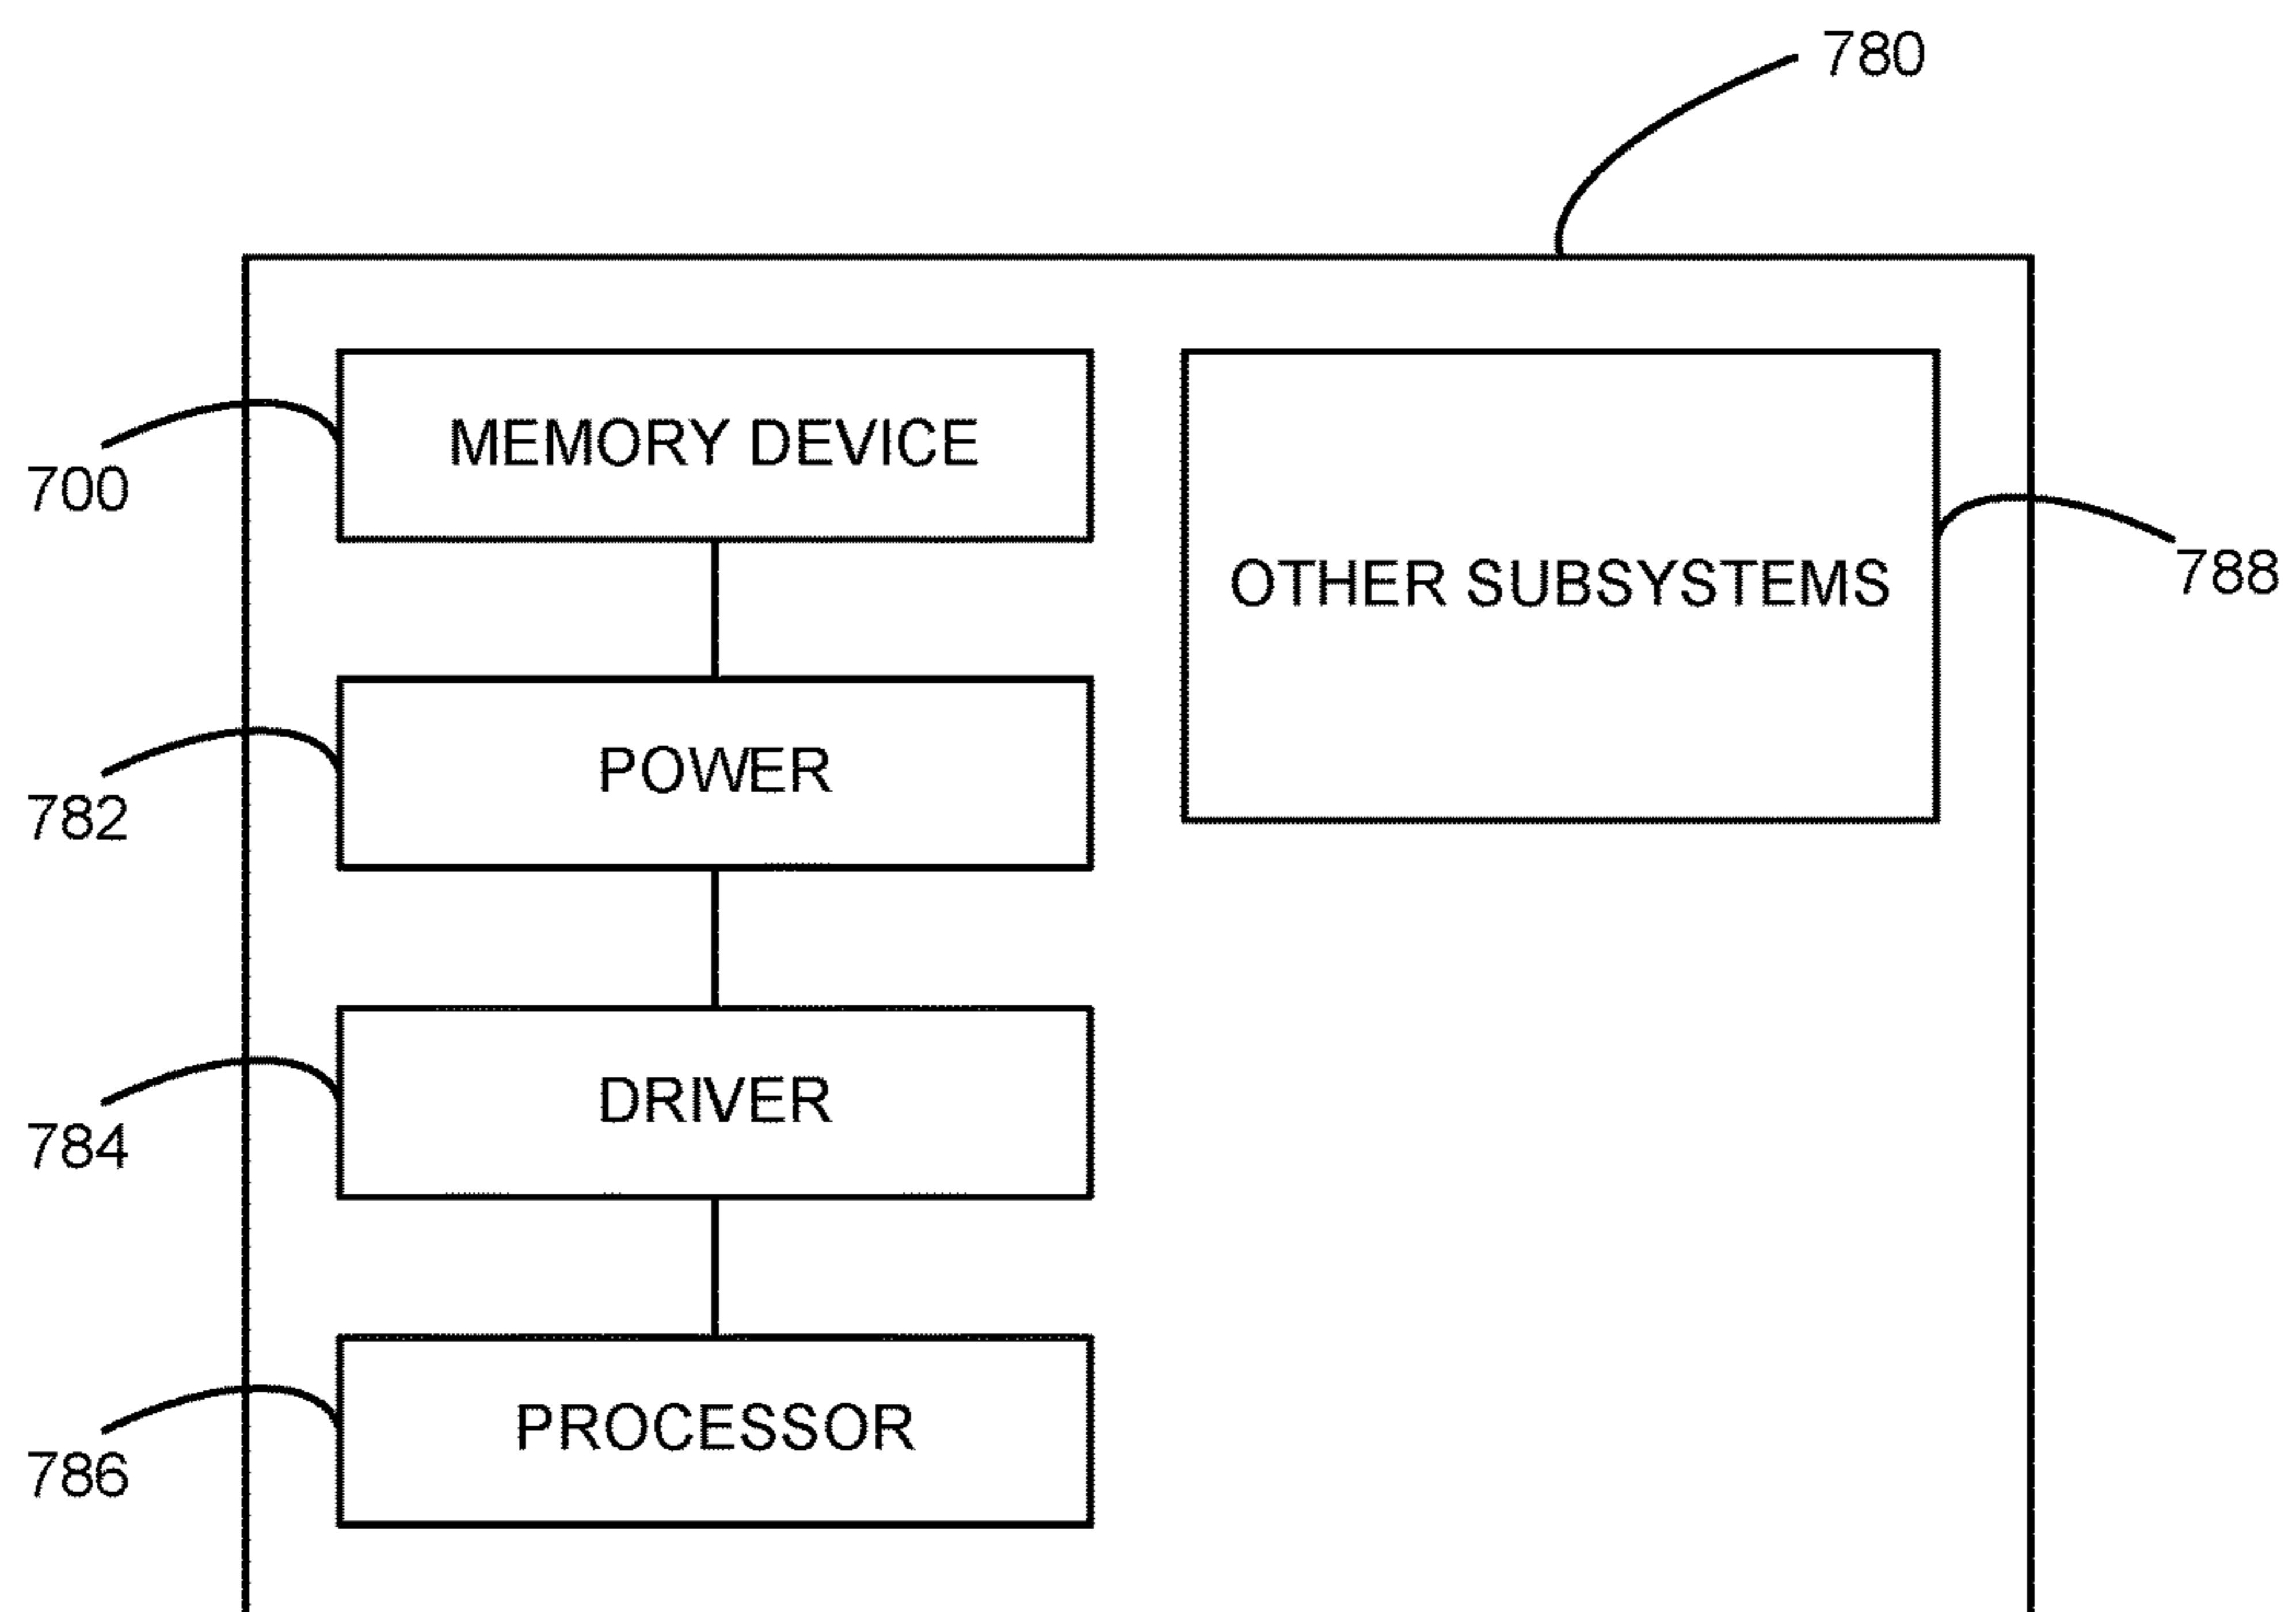 780
MEMORY DEVICE
700
OTHER SUBSYSTEMS
788
POWER
782
DRIVER
784
PROCESSOR
786